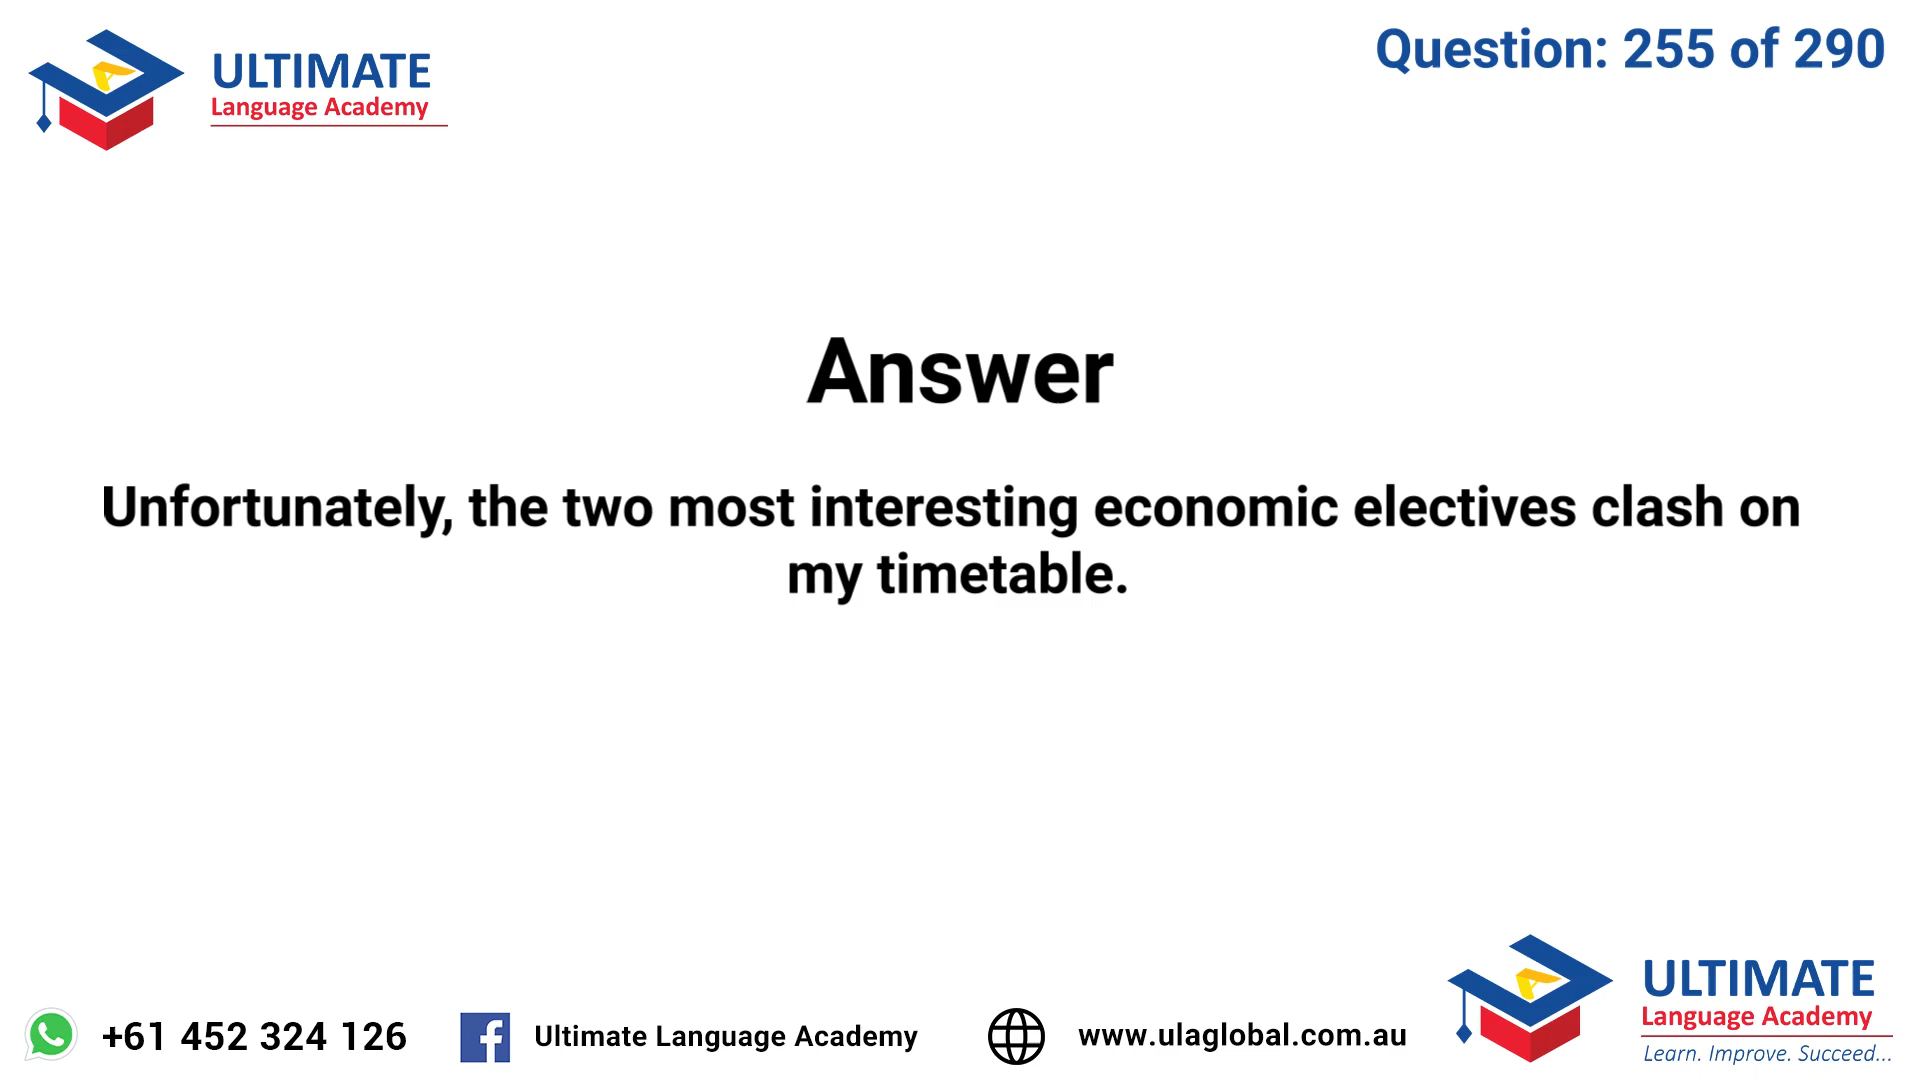 ULTIMATE
Language Academy
Question: 255 of 290
Answer
Unfortunately, the two most interesting economic electives clash on
my timetable.
+61 452 324 126
Ultimate Language Academy
www.ulaglobal.com.au
ULTIMATE
Language Academy
Learn. Improve. Succeed...